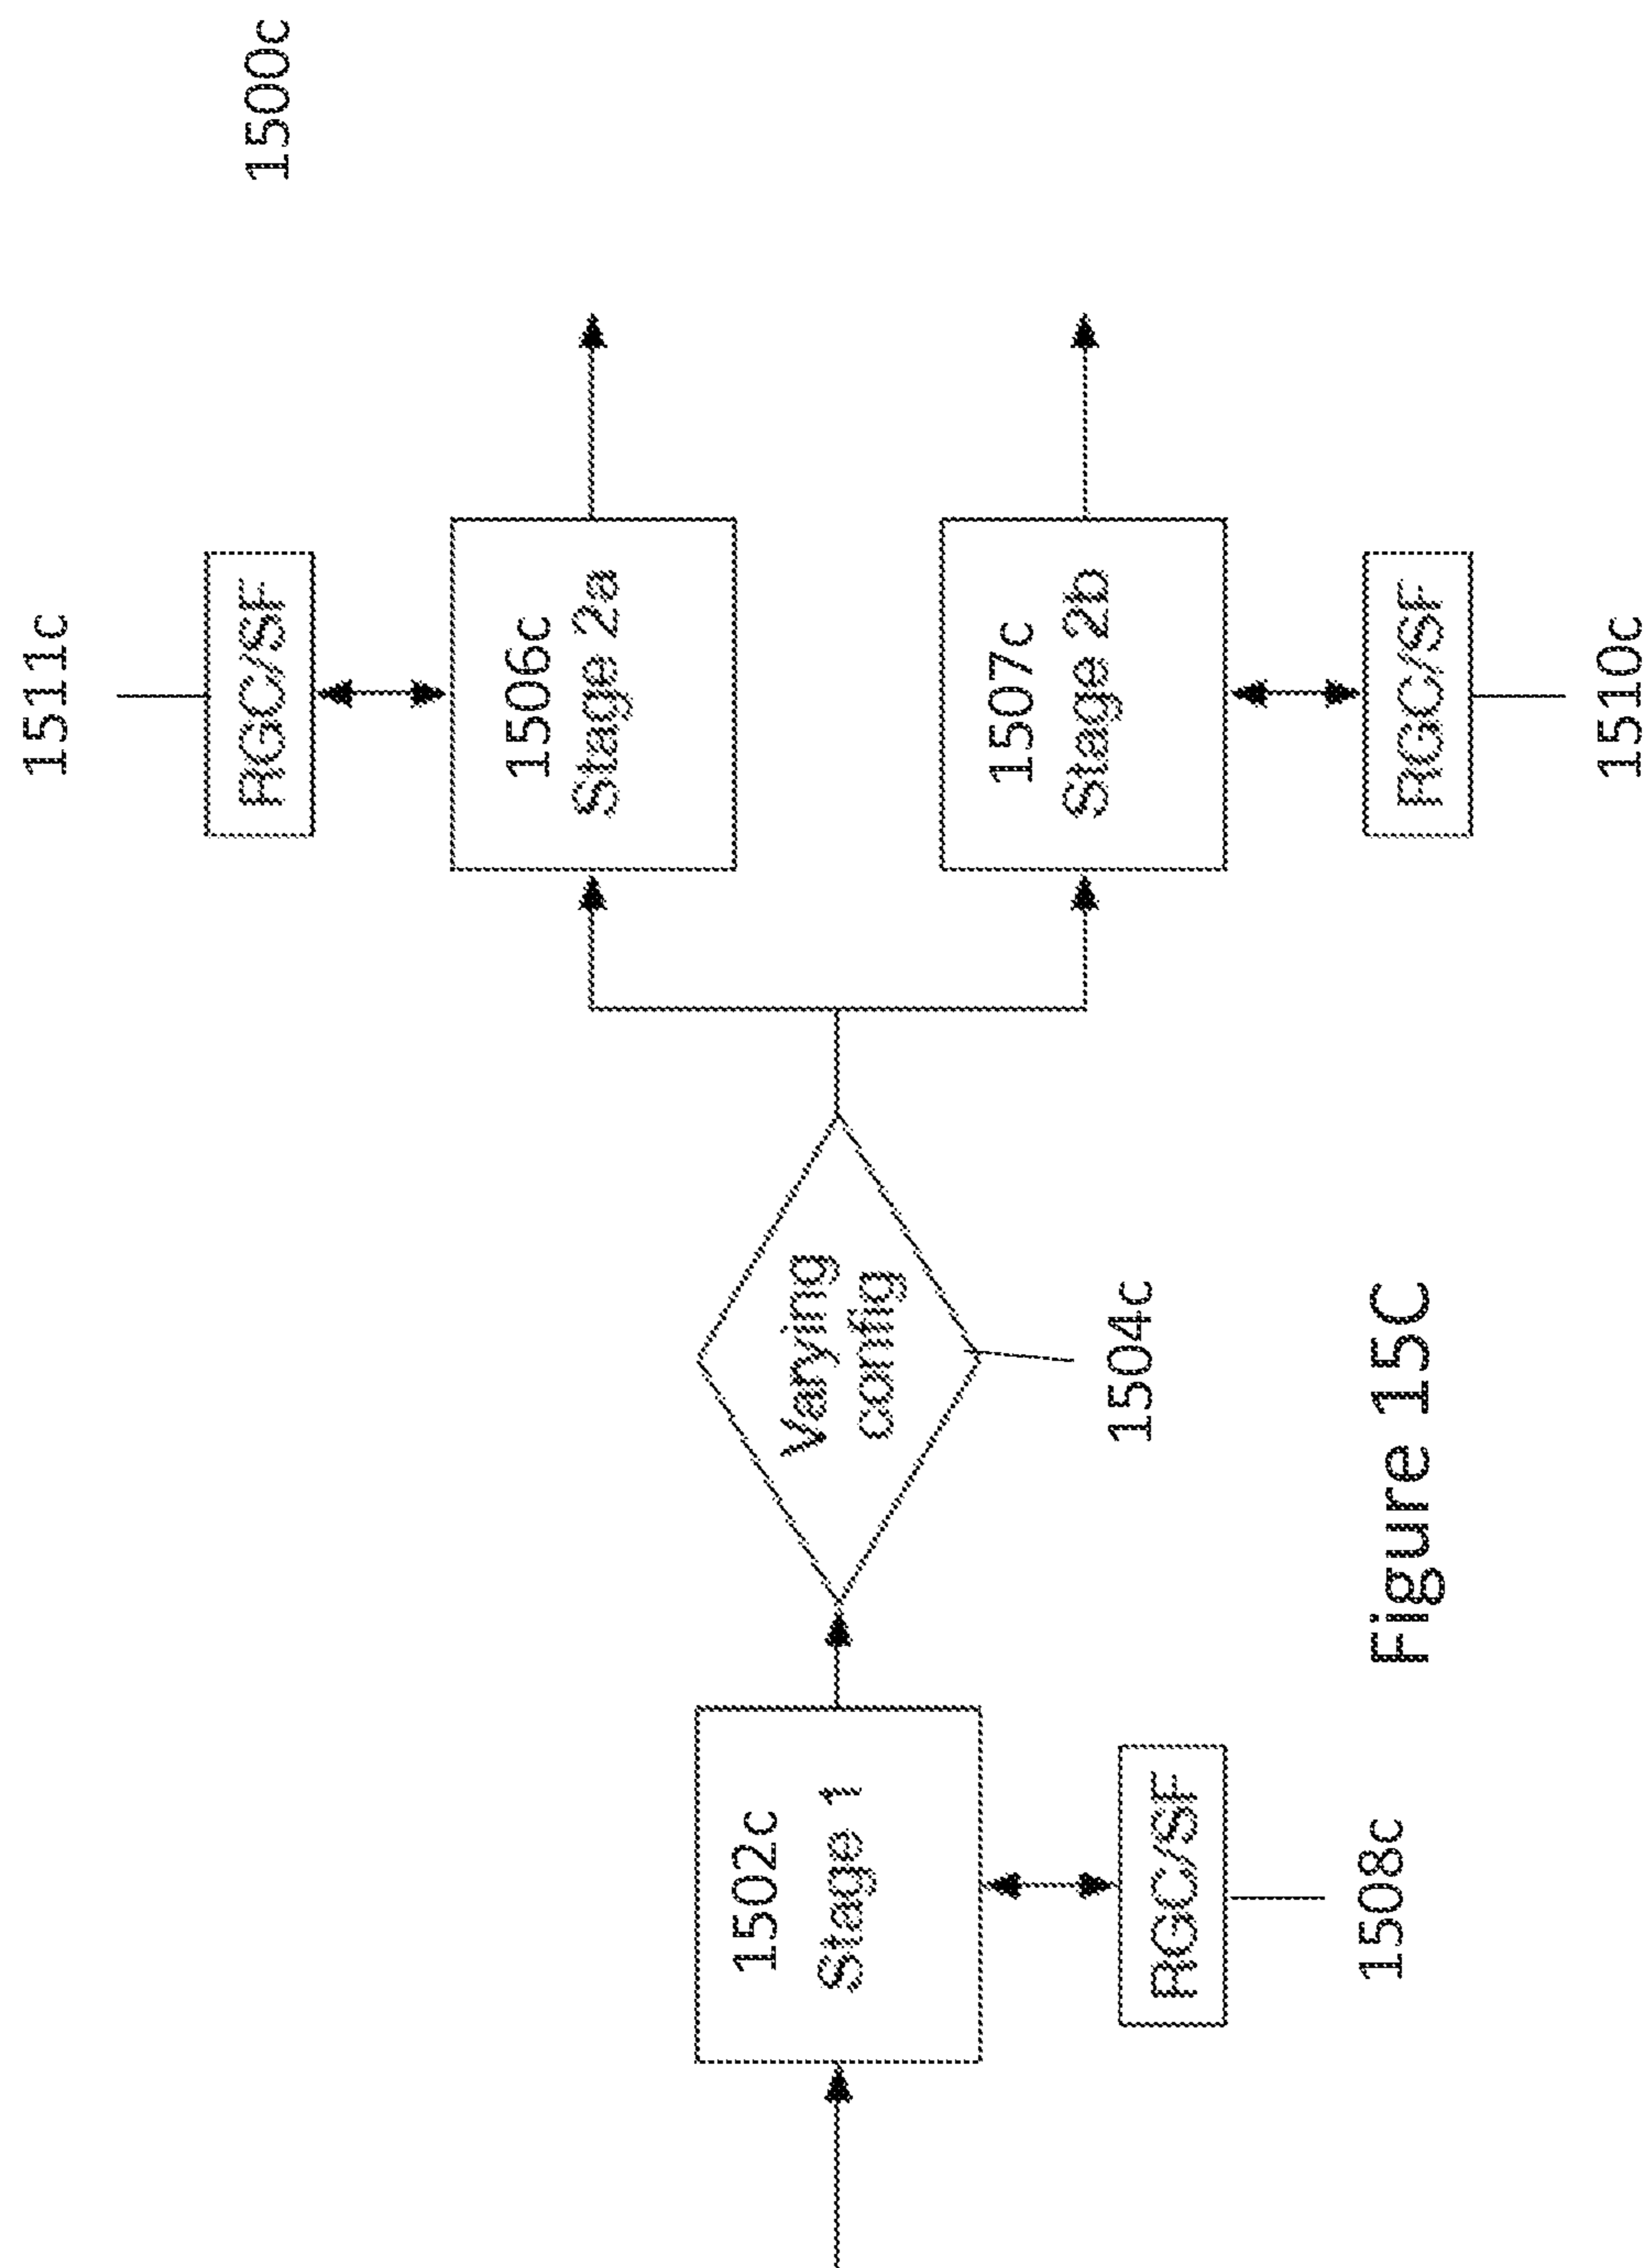 1500c
1511c
RGC/SF
1506c
Stage 2a
1502c
Stage 1
Varying
config
1507c
Stage 2b
1504c
RGC/SF
RGC/SF
1508c
1510c
Figure 15C